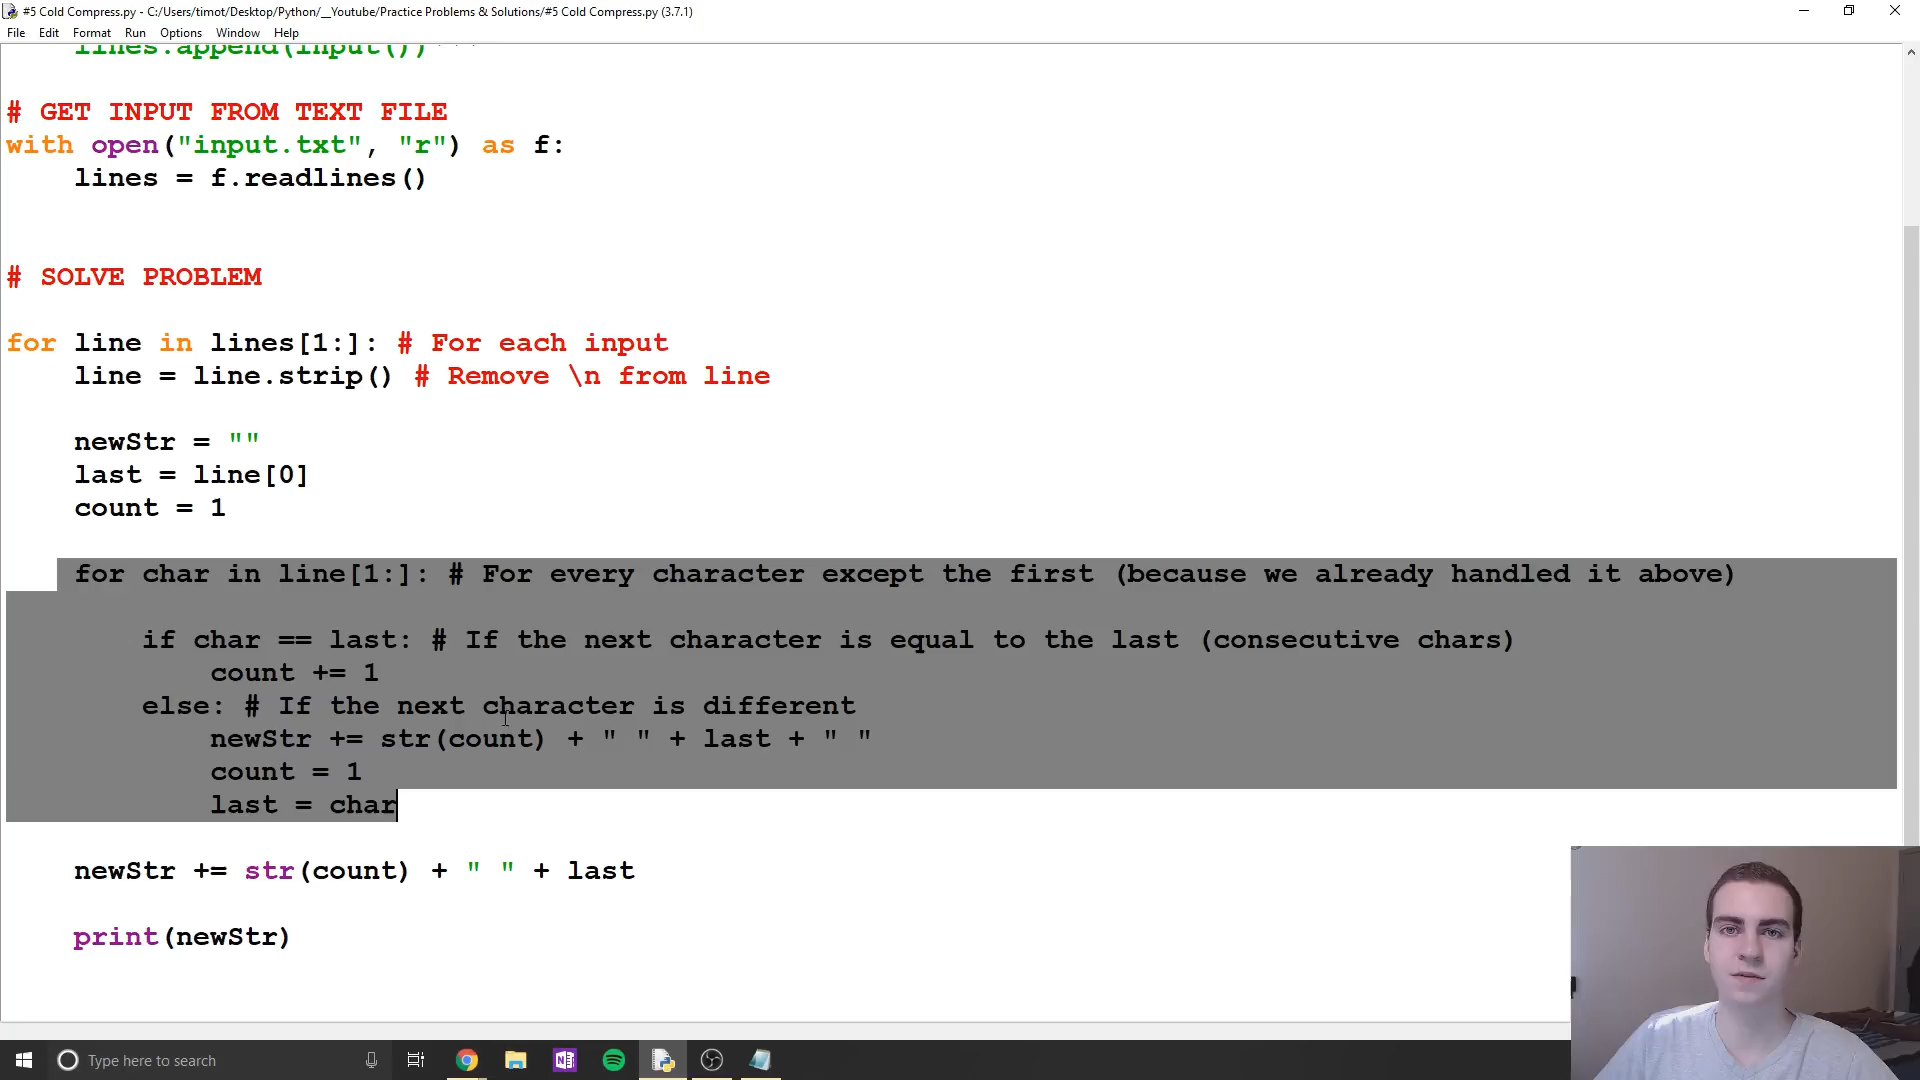 #5 Cold Compress.py - C:/Users/timot/Desktop/Python/__Youtube/Practice Problems & Solutions/#5 Cold Compress.py (3.7.1)
File Edit Format Run Options Window Help
lines.append(input())'''
# GET INPUT FROM TEXT FILE
with open("input.txt", "r") as f:
lines = f.readlines()
# SOLVE PROBLEM
for line in lines[1:]: # For each input
line = line.strip() # Remove \n from line
newStr = ""
last = line[0]
count = 1
for char in line[1:]: # For every character except the first (because we already handled it above)
if char == last: # If the next character is equal to the last (consecutive chars)
count += 1
else: # If the next character is different
newStr += str(count) + " " + last + " "
count = 1
last = char
newStr += str(count) + " " + last
print(newStr)
Type here to search